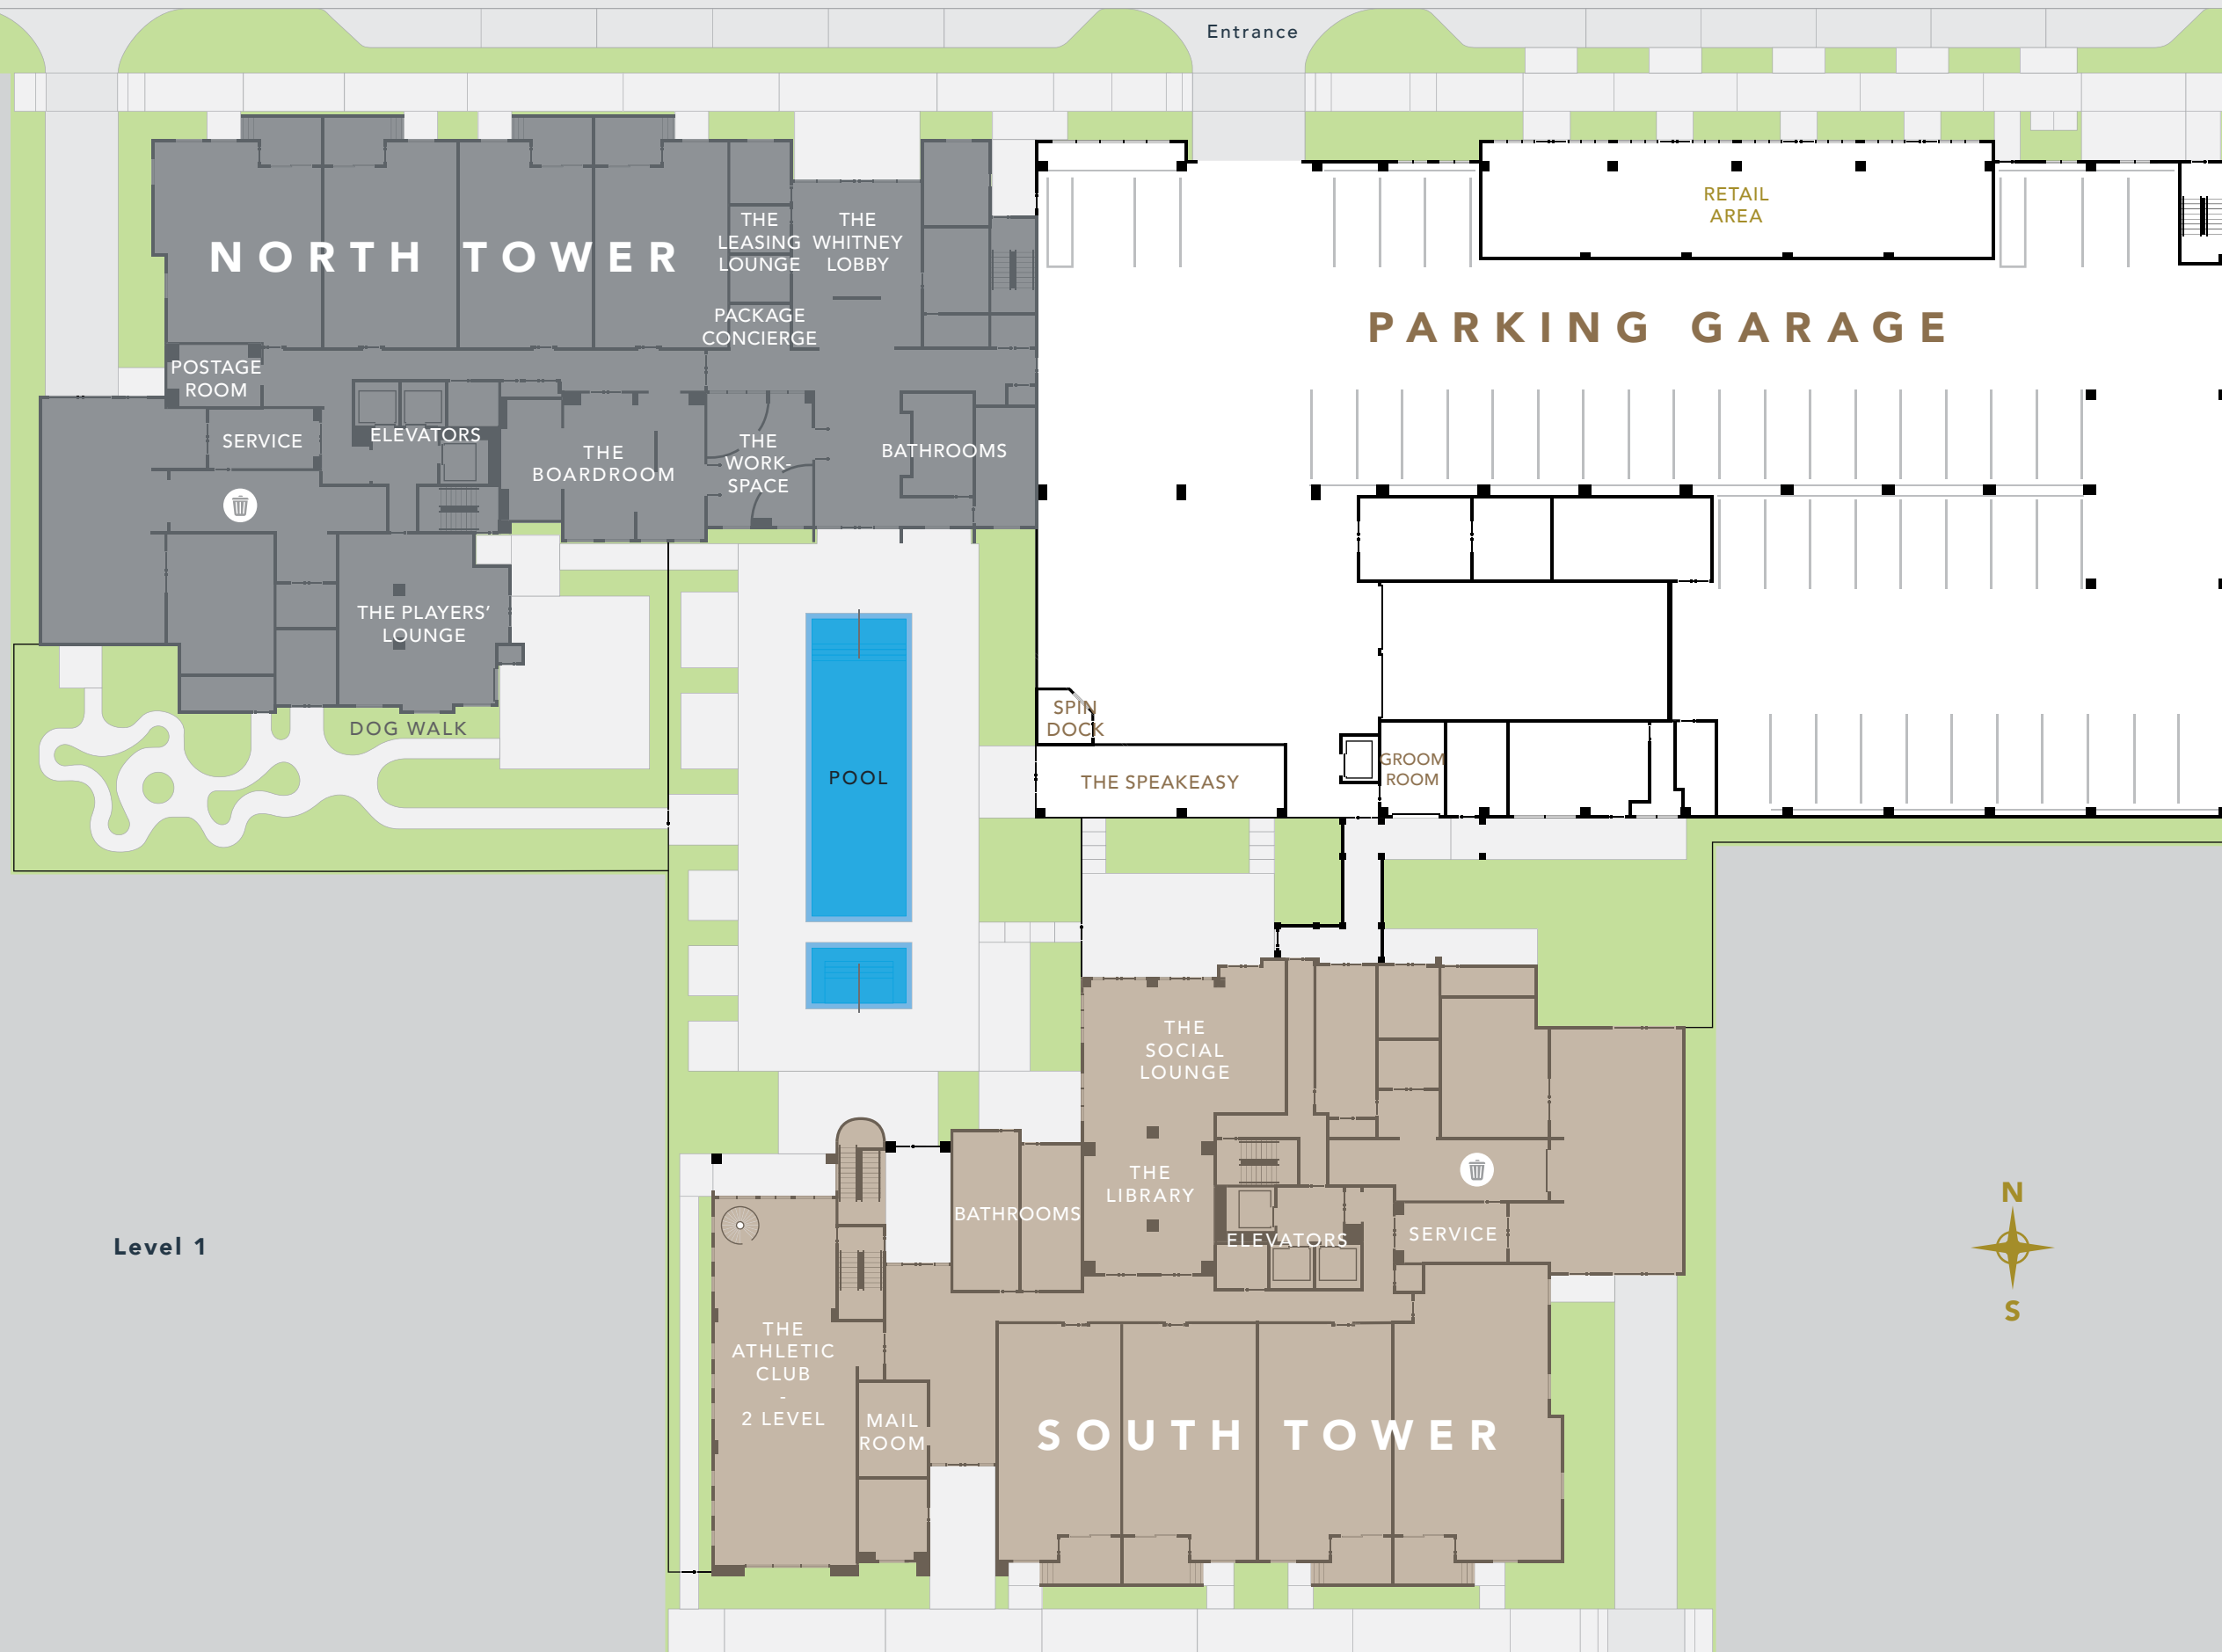 Entrance
RETAIL
AREA
NORTH TOWER
THE
LEASING
LOUNGE
THE
WHITNEY
LOBBY
PACKAGE
CONCIERGE
PARKING GARAGE
POSTAGE
ROOM
SERVICE
ELEVATORS
THE
BOARDROOM
THE
WORK-
SPACE
BATHROOMS
THE PLAYERS’
LOUNGE
DOG WALK
POOL
SPIN
DOCK
THE SPEAKEASY
GROOM
ROOM
THE
SOCIAL
LOUNGE
THE
LIBRARY
BATHROOMS
ELEVATORS
SERVICE
Level 1
N
S
THE
ATHLETIC
CLUB
-
2 LEVEL
MAIL
ROOM
SOUTH TOWER